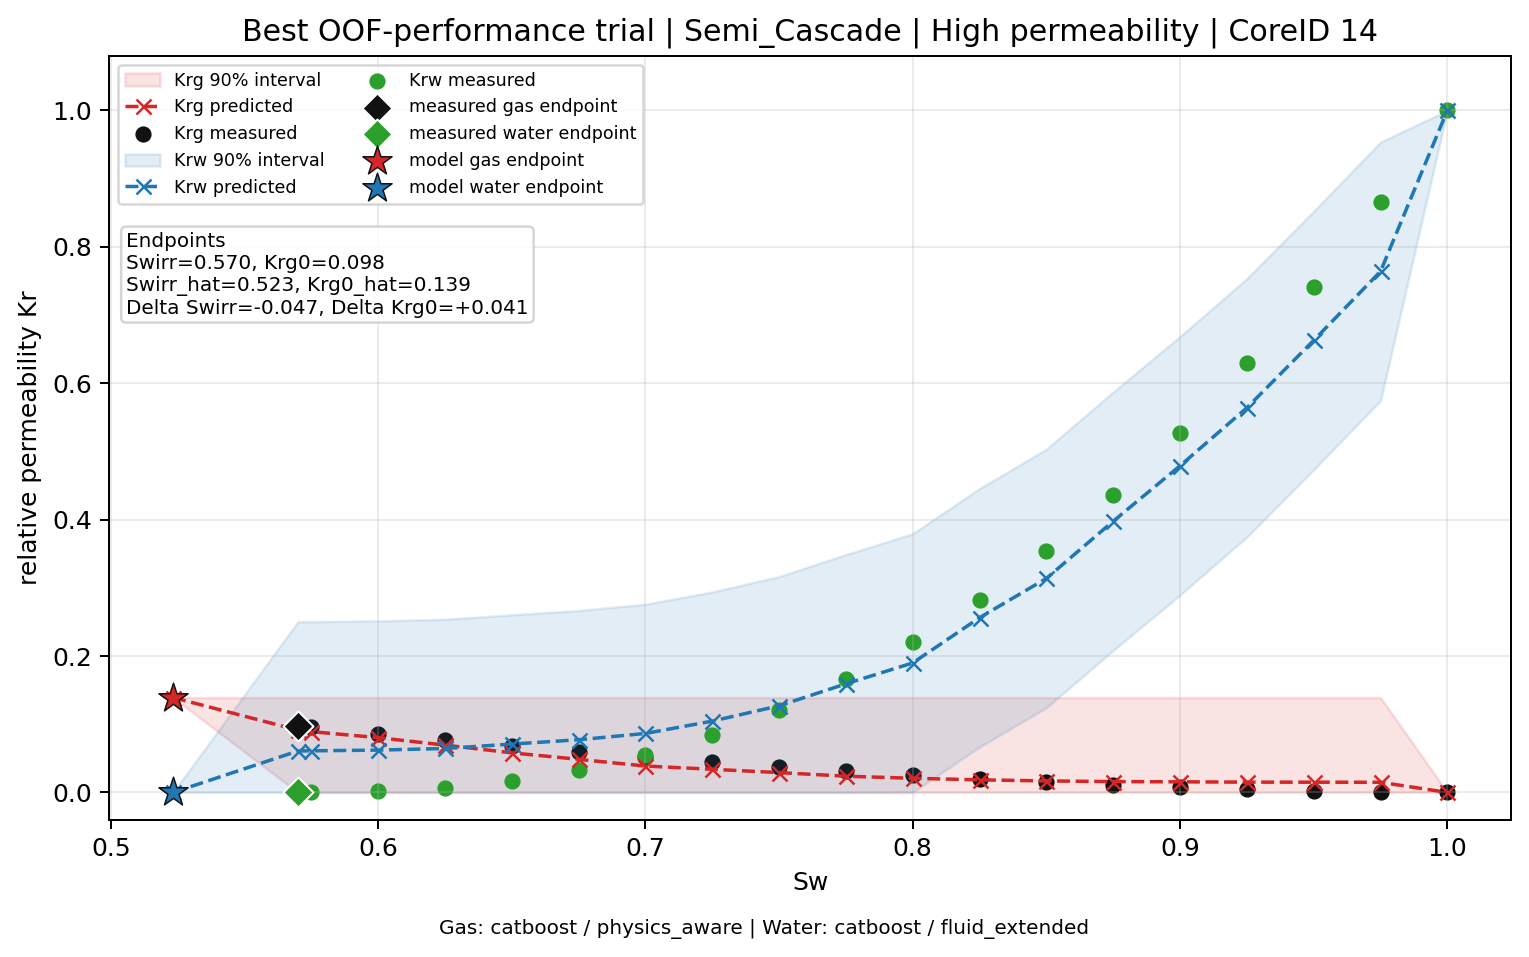 Best OOF-performance trial | Semi_Cascade | High permeability | CoreID 14
Krg 90% interval
Krg predicted
Krg measured
Krw 90% interval
Krw predicted
Krw measured
measured gas endpoint
measured water endpoint
model gas endpoint
model water endpoint
Endpoints
Swirr=0.570, Krg0=0.098
Swirr_hat=0.523, Krg0_hat=0.139
Delta Swirr=-0.047, Delta Krg0=+0.041
relative permeability Kr
1.0
0.8
0.6
0.4
0.2
0.0
0.5
0.6
0.7
0.8
0.9
1.0
Sw
Gas: catboost / physics_aware | Water: catboost / fluid_extended